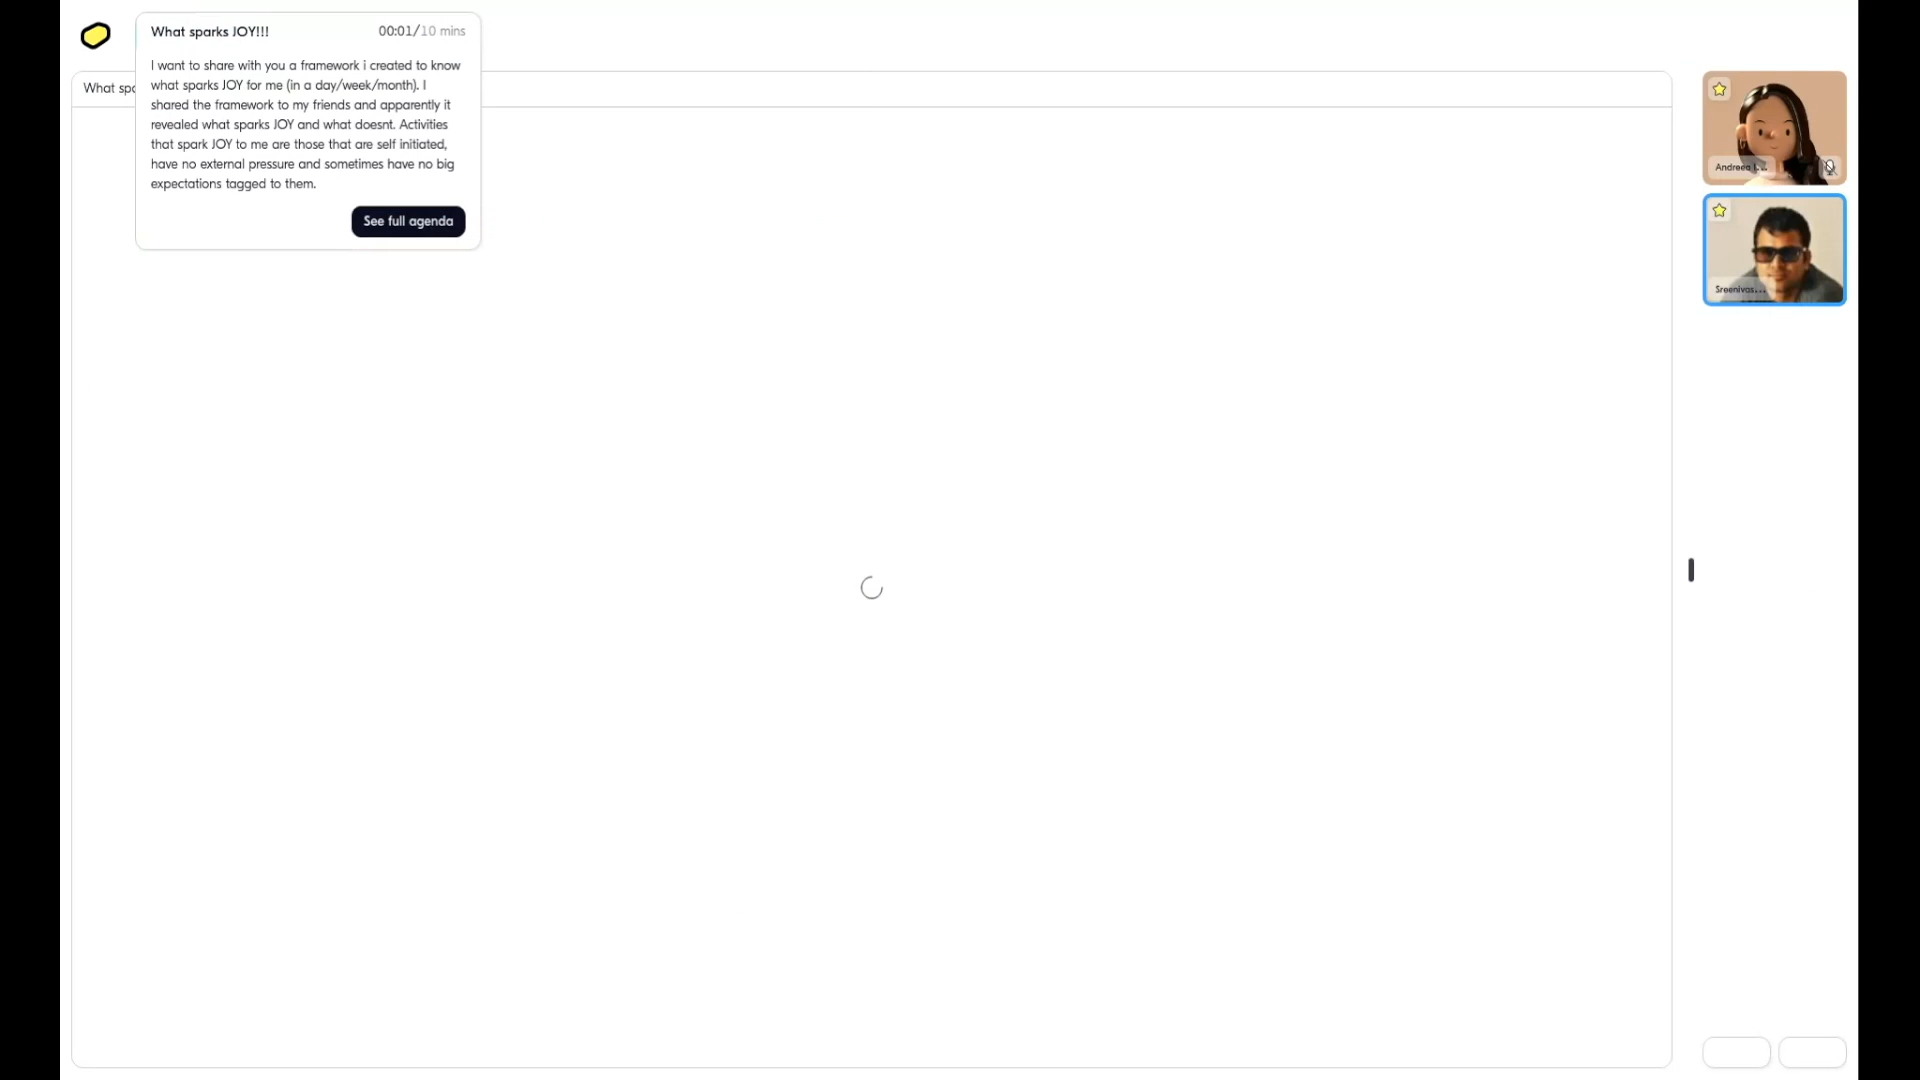 What sparks JOY!!!
00:01/10 mins
I want to share with you a framework i created to know
what sparks JOY for me (in a day/week/month). I
shared the framework to my friends and apparently it
revealed what sparks JOY and what doesnt. Activities
that spark JOY to me are those that are self initiated,
have no external pressure and sometimes have no big
expectations tagged to them.
See full agenda
What spa
Andreea I...
Sreenivas...